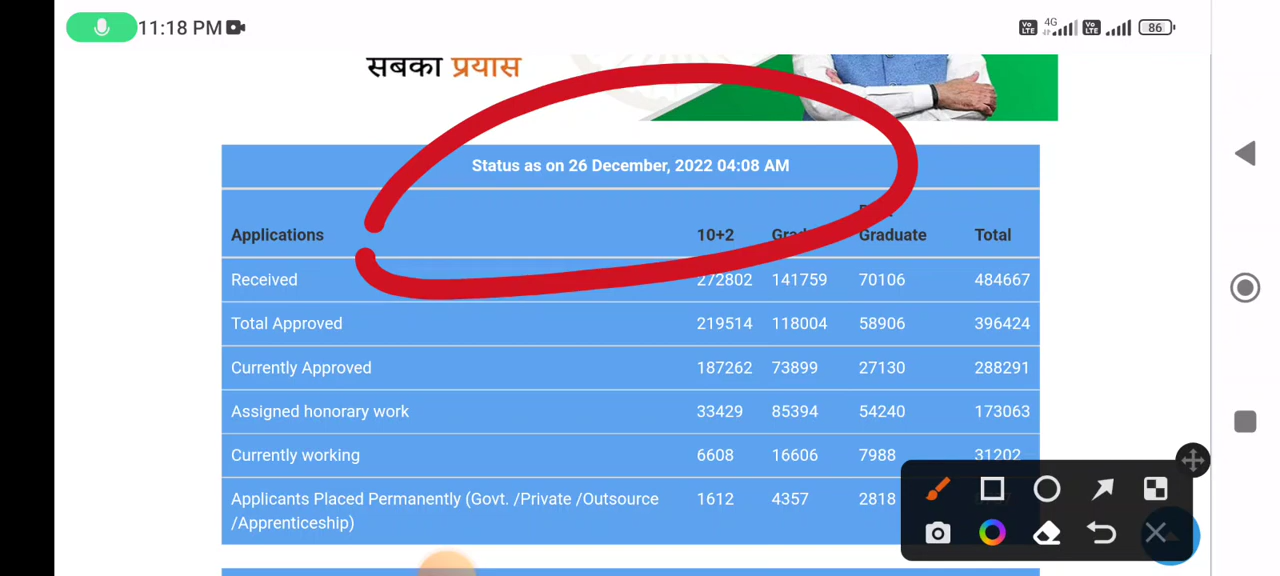 11:18 PM
4G
86
सबका प्रयास
Status as on 26 December, 2022 04:08 AM
Applications 10+2 Graduate Total
Received 272802 141759 70106 484667
Total Approved 219514 118004 58906 396424
Currently Approved 187262 73899 27130 288291
Assigned honorary work 33429 85394 54240 173063
Currently working 6608 16606 7988 31202
Applicants Placed Permanently (Govt. /Private /Outsource 1612 4357 2818
/Apprenticeship)